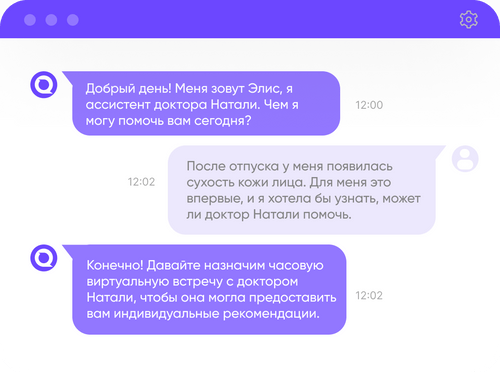 Добрый день! Меня зовут Элис, я
ассистент доктора Натали. Чем я
могу помочь вам сегодня?
12:00
После отпуска у меня появилась
сухость кожи лица. Для меня это
впервые, и я хотела бы узнать, может
ли доктор Натали помочь.
12:02
Конечно! Давайте назначим часовую
виртуальную встречу с доктором
Натали, чтобы она могла предоставить
вам индивидуальные рекомендации.
12:02